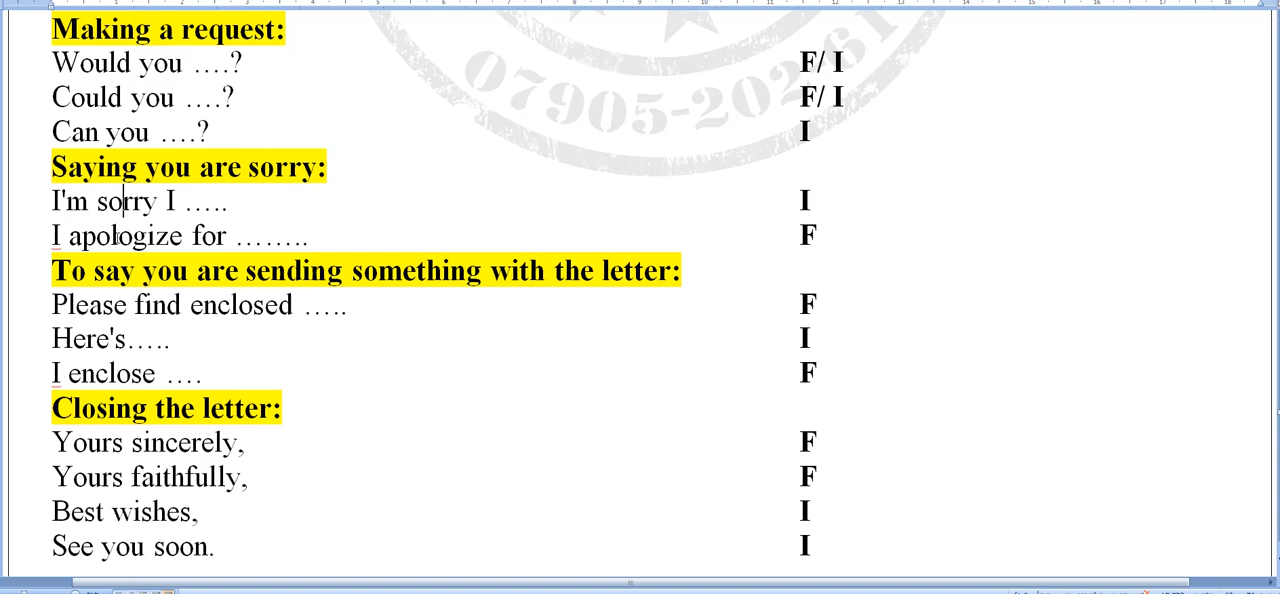 Making a request:
Would you ….? F/ I
Could you ….? F/ I
Can you ….? I
Saying you are sorry:
I'm sorry I ….. I
I apologize for …….. F
To say you are sending something with the letter:
Please find enclosed ….. F
Here's….. I
I enclose …. F
Closing the letter:
Yours sincerely, F
Yours faithfully, F
Best wishes, I
See you soon. I